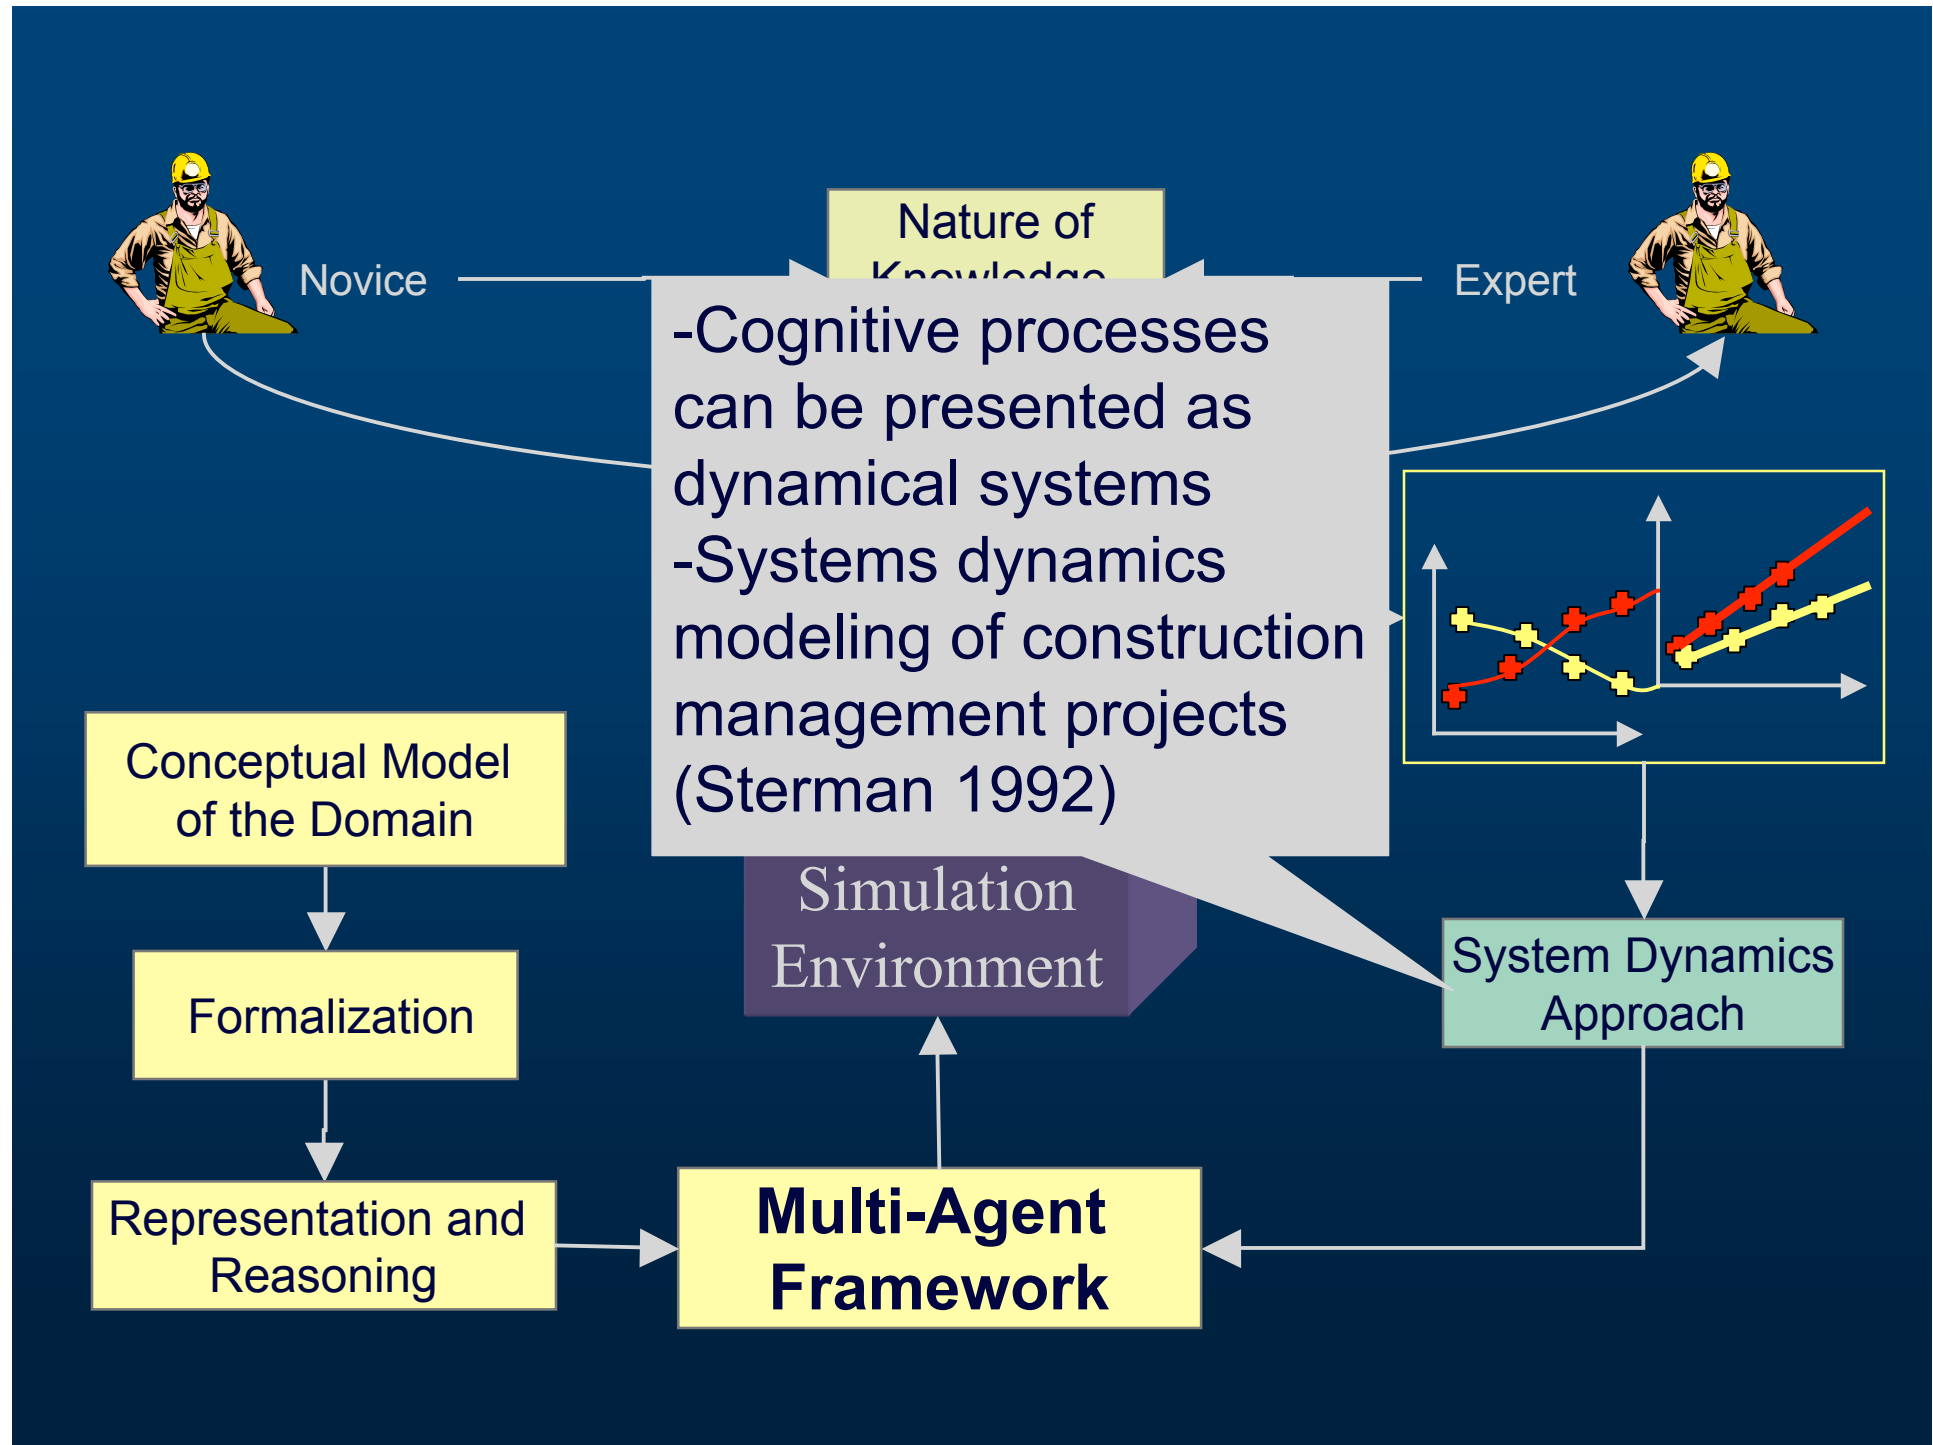 Nature of
Knowledge
Novice
Expert
-Cognitive processes
can be presented as
dynamical systems
-Systems dynamics
modeling of construction
management projects
(Sterman 1992)
Conceptual Model
of the Domain
Simulation
Environment
System Dynamics
Approach
Formalization
Representation and
Reasoning
Multi-Agent
Framework